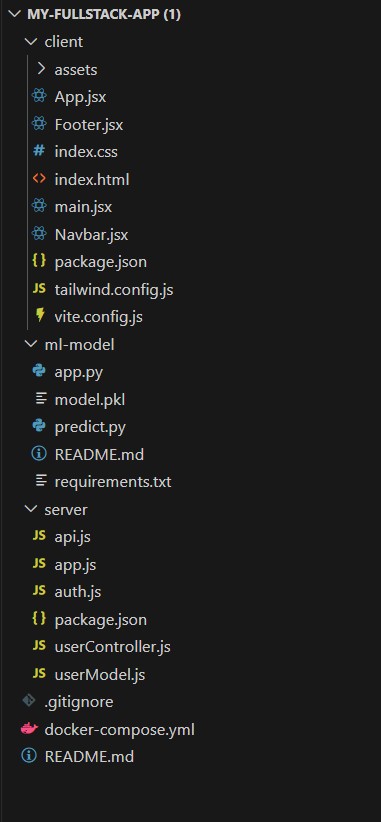 MY-FULLSTACK-APP (1)
client
assets
App.jsx
Footer.jsx
# index.css
<> index.html
main.jsx
Navbar.jsx
{} package.json
JS tailwind.config.js
vite.config.js
ml-model
app.py
model.pkl
predict.py
README.md
requirements.txt
server
JS api.js
JS app.js
JS auth.js
{} package.json
JS userController.js
JS userModel.js
.gitignore
docker-compose.yml
README.md